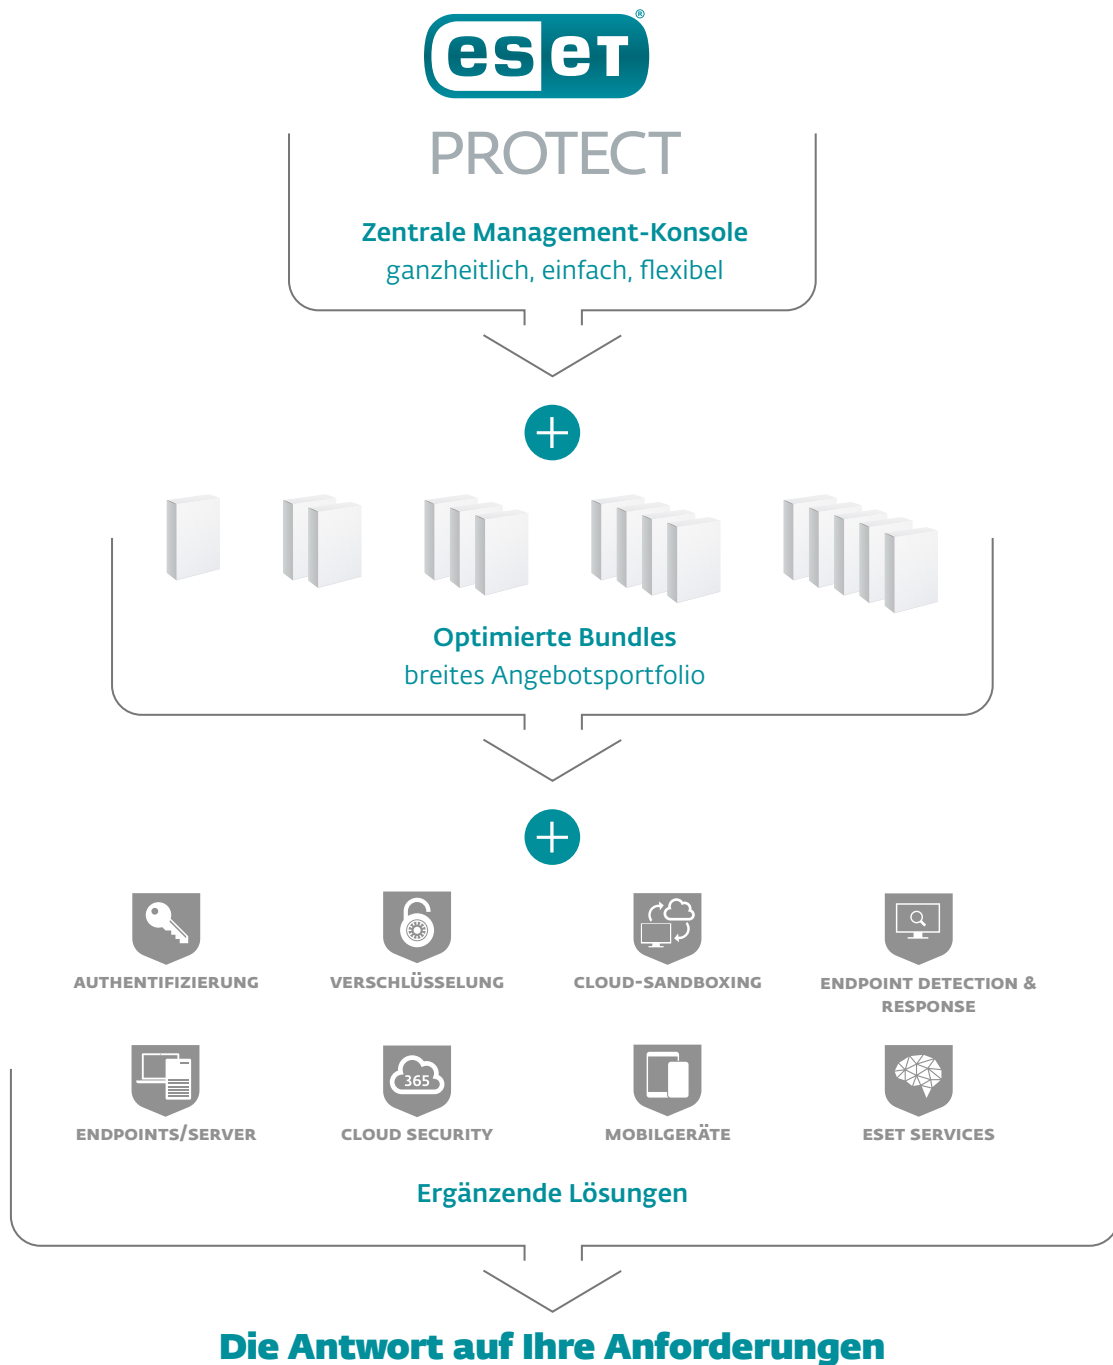 eset®
PROTECT
Zentrale Management-Konsole
ganzheitlich, einfach, flexibel
Optimierte Bundles
breites Angebotsportfolio
AUTHENTIFIZIERUNG
VERSCHLÜSSELUNG
CLOUD-SANDBOXING
ENDPOINT DETECTION &
RESPONSE
365
ENDPOINTS/SERVER
CLOUD SECURITY
MOBILGERÄTE
ESET SERVICES
Ergänzende Lösungen
Die Antwort auf Ihre Anforderungen